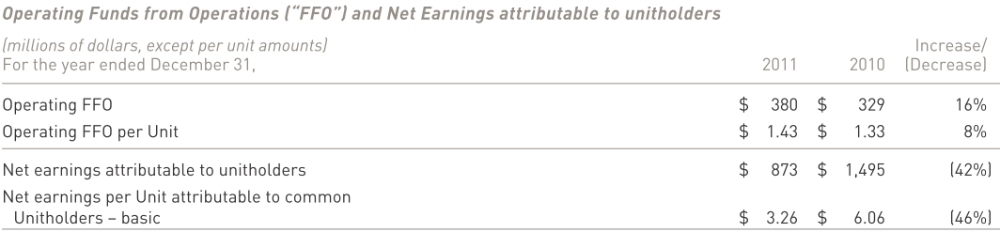 Operating Funds from Operations (“FFO”) and Net Earnings attributable to unitholders
(millions of dollars, except per unit amounts) Increase/
For the year ended December 31, 2011 2010 (Decrease)
Operating FFO $ 380 $ 329 16%
Operating FFO per Unit $ 1.43 $ 1.33 8%
Net earnings attributable to unitholders $ 873 $ 1,495 (42%)
Net earnings per Unit attributable to common
Unitholders – basic $ 3.26 $ 6.06 (46%)